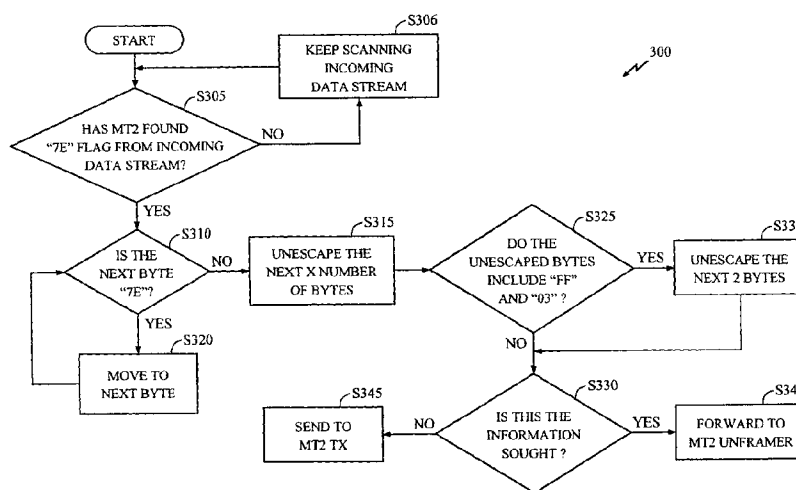 START
S306
KEEP SCANNING
INCOMING
DATA STREAM
300
S305
HAS MT2 FOUND
“7E” FLAG FROM INCOMING
DATA STREAM?
NO
YES
S310
IS THE
NEXT BYTE
“7E”?
NO
S315
UNESCAPE THE
NEXT X NUMBER
OF BYTES
S325
DO THE
UNESCAPED BYTES
INCLUDE “FF”
AND “03” ?
YES
UNESCAPE THE
NEXT 2 BYTES
YES
S320
MOVE TO
NEXT BYTE
NO
S330
IS THIS THE
INFORMATION
SOUGHT ?
NO
S345
SEND TO
MT2 TX
YES
FORWARD TO
MT2 UNFRAMER